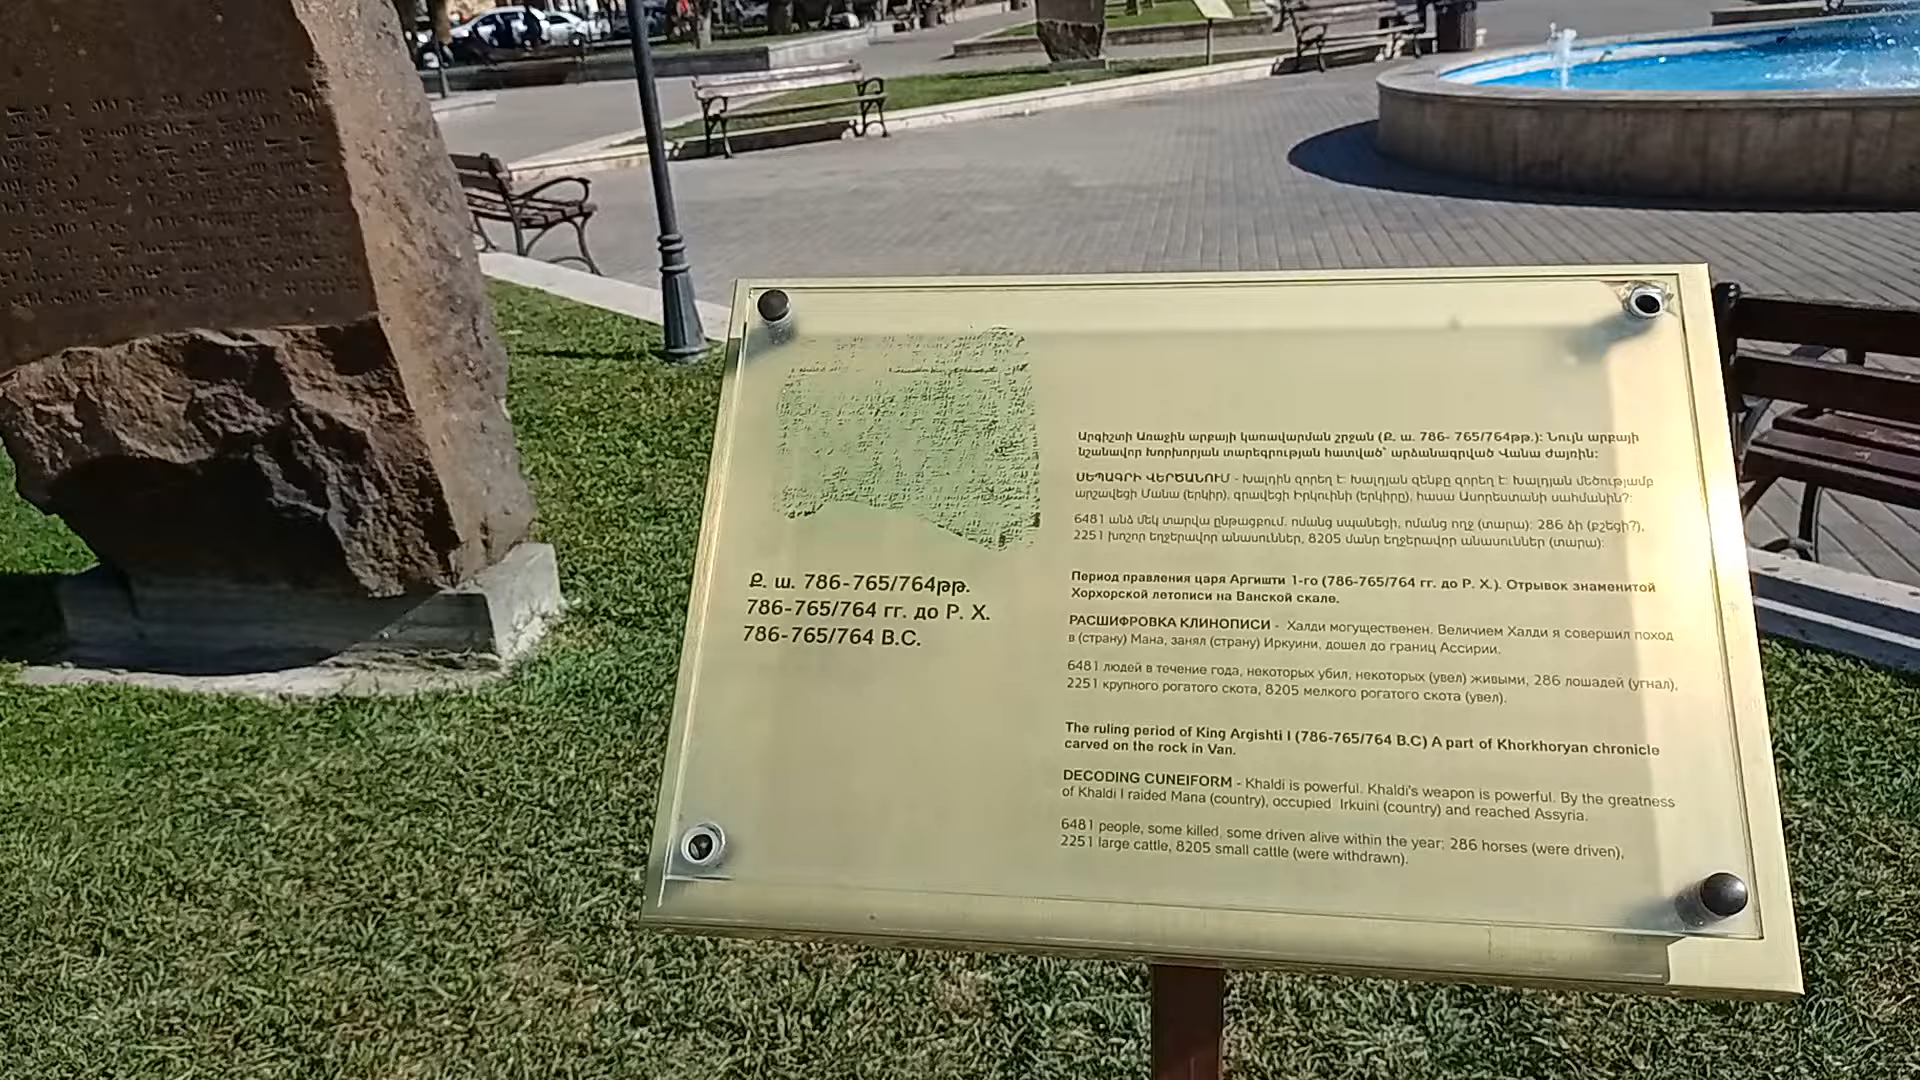 Ք. ա. 786-765/764թթ.
786-765/764 гг. до Р. Х.
786-765/764 B.C.
Արգիշտի Առաջին արքայի կառավարման շրջան (Ք. ա. 786- 765/764թթ.): Նույն արքայի
նշանավոր Խորխորյան տարեգրության հատված՝ արձանագրված Վանա ժայռին:
ՍԵՊԱԳՐԻ ՎԵՐԾԱՆՈՒՄ - Խալդին զորեղ է: Խալդյան զենքը զորեղ է: Խալդյան մեծությամբ
արշավեցի Մանա (երկիր), գրավեցի Իրկուինի (երկիրը), հասա Ասորեստանի սահմանին?:
6481 անձ մեկ տարվա ընթացքում. ոմանց սպանեցի, ոմանց ողջ (տարա): 286 ձի (քշեցի?),
2251 խոշոր եղջերավոր անասուններ, 8205 մանր եղջերավոր անասուններ (տարա):
Период правления царя Аргишти 1-го (786-765/764 гг. до Р. Х.). Отрывок знаменитой
Хорхорской летописи на Ванской скале.
РАСШИФРОВКА КЛИНОПИСИ - Халди могущественен. Величием Халди я совершил поход
в (страну) Мана, занял (страну) Иркуини, дошел до границ Ассирии.
6481 людей в течение года, некоторых убил, некоторых (увел) живыми, 286 лошадей (угнал),
2251 крупного рогатого скота, 8205 мелкого рогатого скота (увел).
The ruling period of King Argishti I (786-765/764 B.C) A part of Khorkhoryan chronicle
carved on the rock in Van.
DECODING CUNEIFORM - Khaldi is powerful. Khaldi's weapon is powerful. By the greatness
of Khaldi I raided Mana (country), occupied Irkuini (country) and reached Assyria.
6481 people, some killed, some driven alive within the year; 286 horses (were driven),
2251 large cattle, 8205 small cattle (were withdrawn).